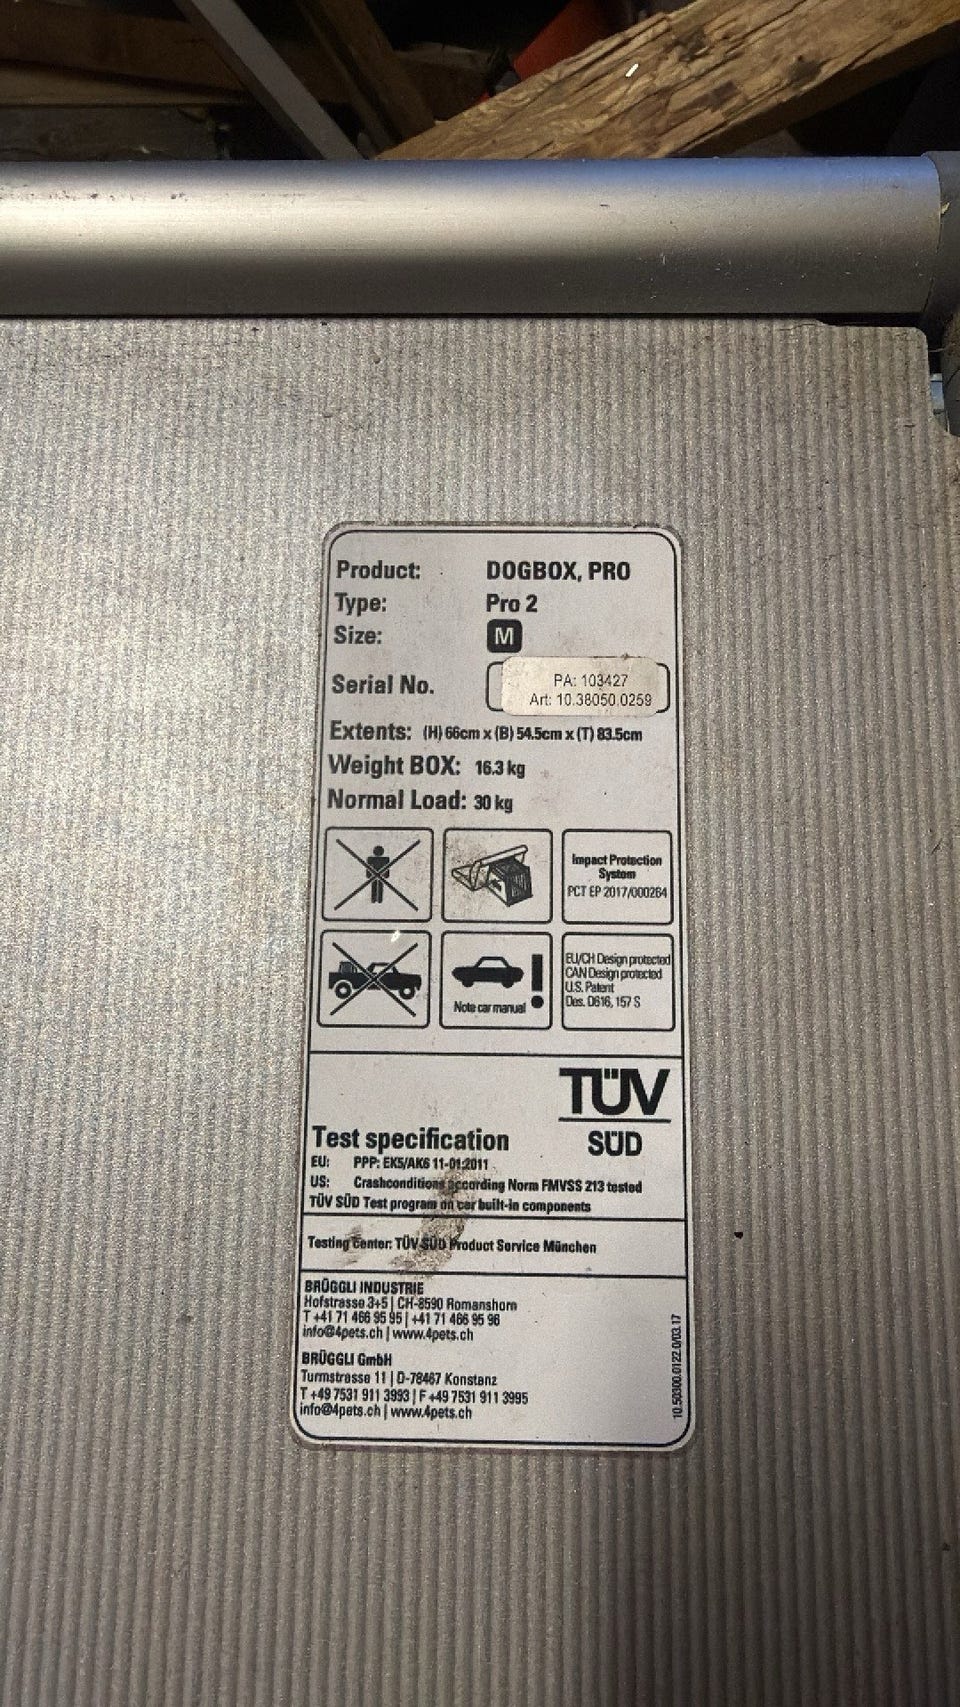 Product: DOGBOX, PRO
Type: Pro 2
Size: M
Serial No. PA: 103427
Art: 10.38050.0259
Extents: (H) 66cm x (B) 54.5cm x (T) 83.5cm
Weight BOX: 16.3 kg
Normal Load: 30 kg
Impact Protection
System
PCT EP 2017/000264
Note car manual
EU/CH Design protected
CAN Design protected
U.S. Patent
Des. D616, 157 S
TÜV
SÜD
Test specification
EU: PPP: EK5/AK6 11-01:2011
US: Crashconditions according Norm FMVSS 213 tested
TÜV SÜD Test program on car built-in components
Testing Center: TÜV SÜD Product Service München
BRÜGGLI INDUSTRIE
Hofstrasse 3+5 | CH-8590 Romanshorn
T +41 71 466 95 95 | +41 71 466 95 96
info@4pets.ch | www.4pets.ch
BRÜGGLI GmbH
Turmstrasse 11 | D-78467 Konstanz
T +49 7531 911 3993 | F +49 7531 911 3995
info@4pets.ch | www.4pets.ch
10.50300.0122.0/03.17